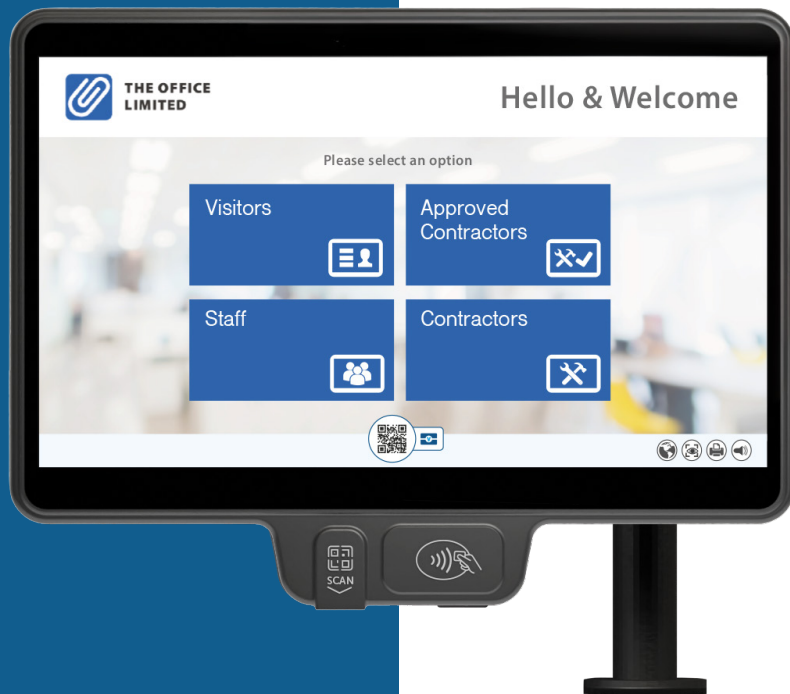 THE OFFICE
LIMITED
Hello & Welcome
Please select an option
Visitors
Approved
Contractors
Staff
Contractors
SCAN